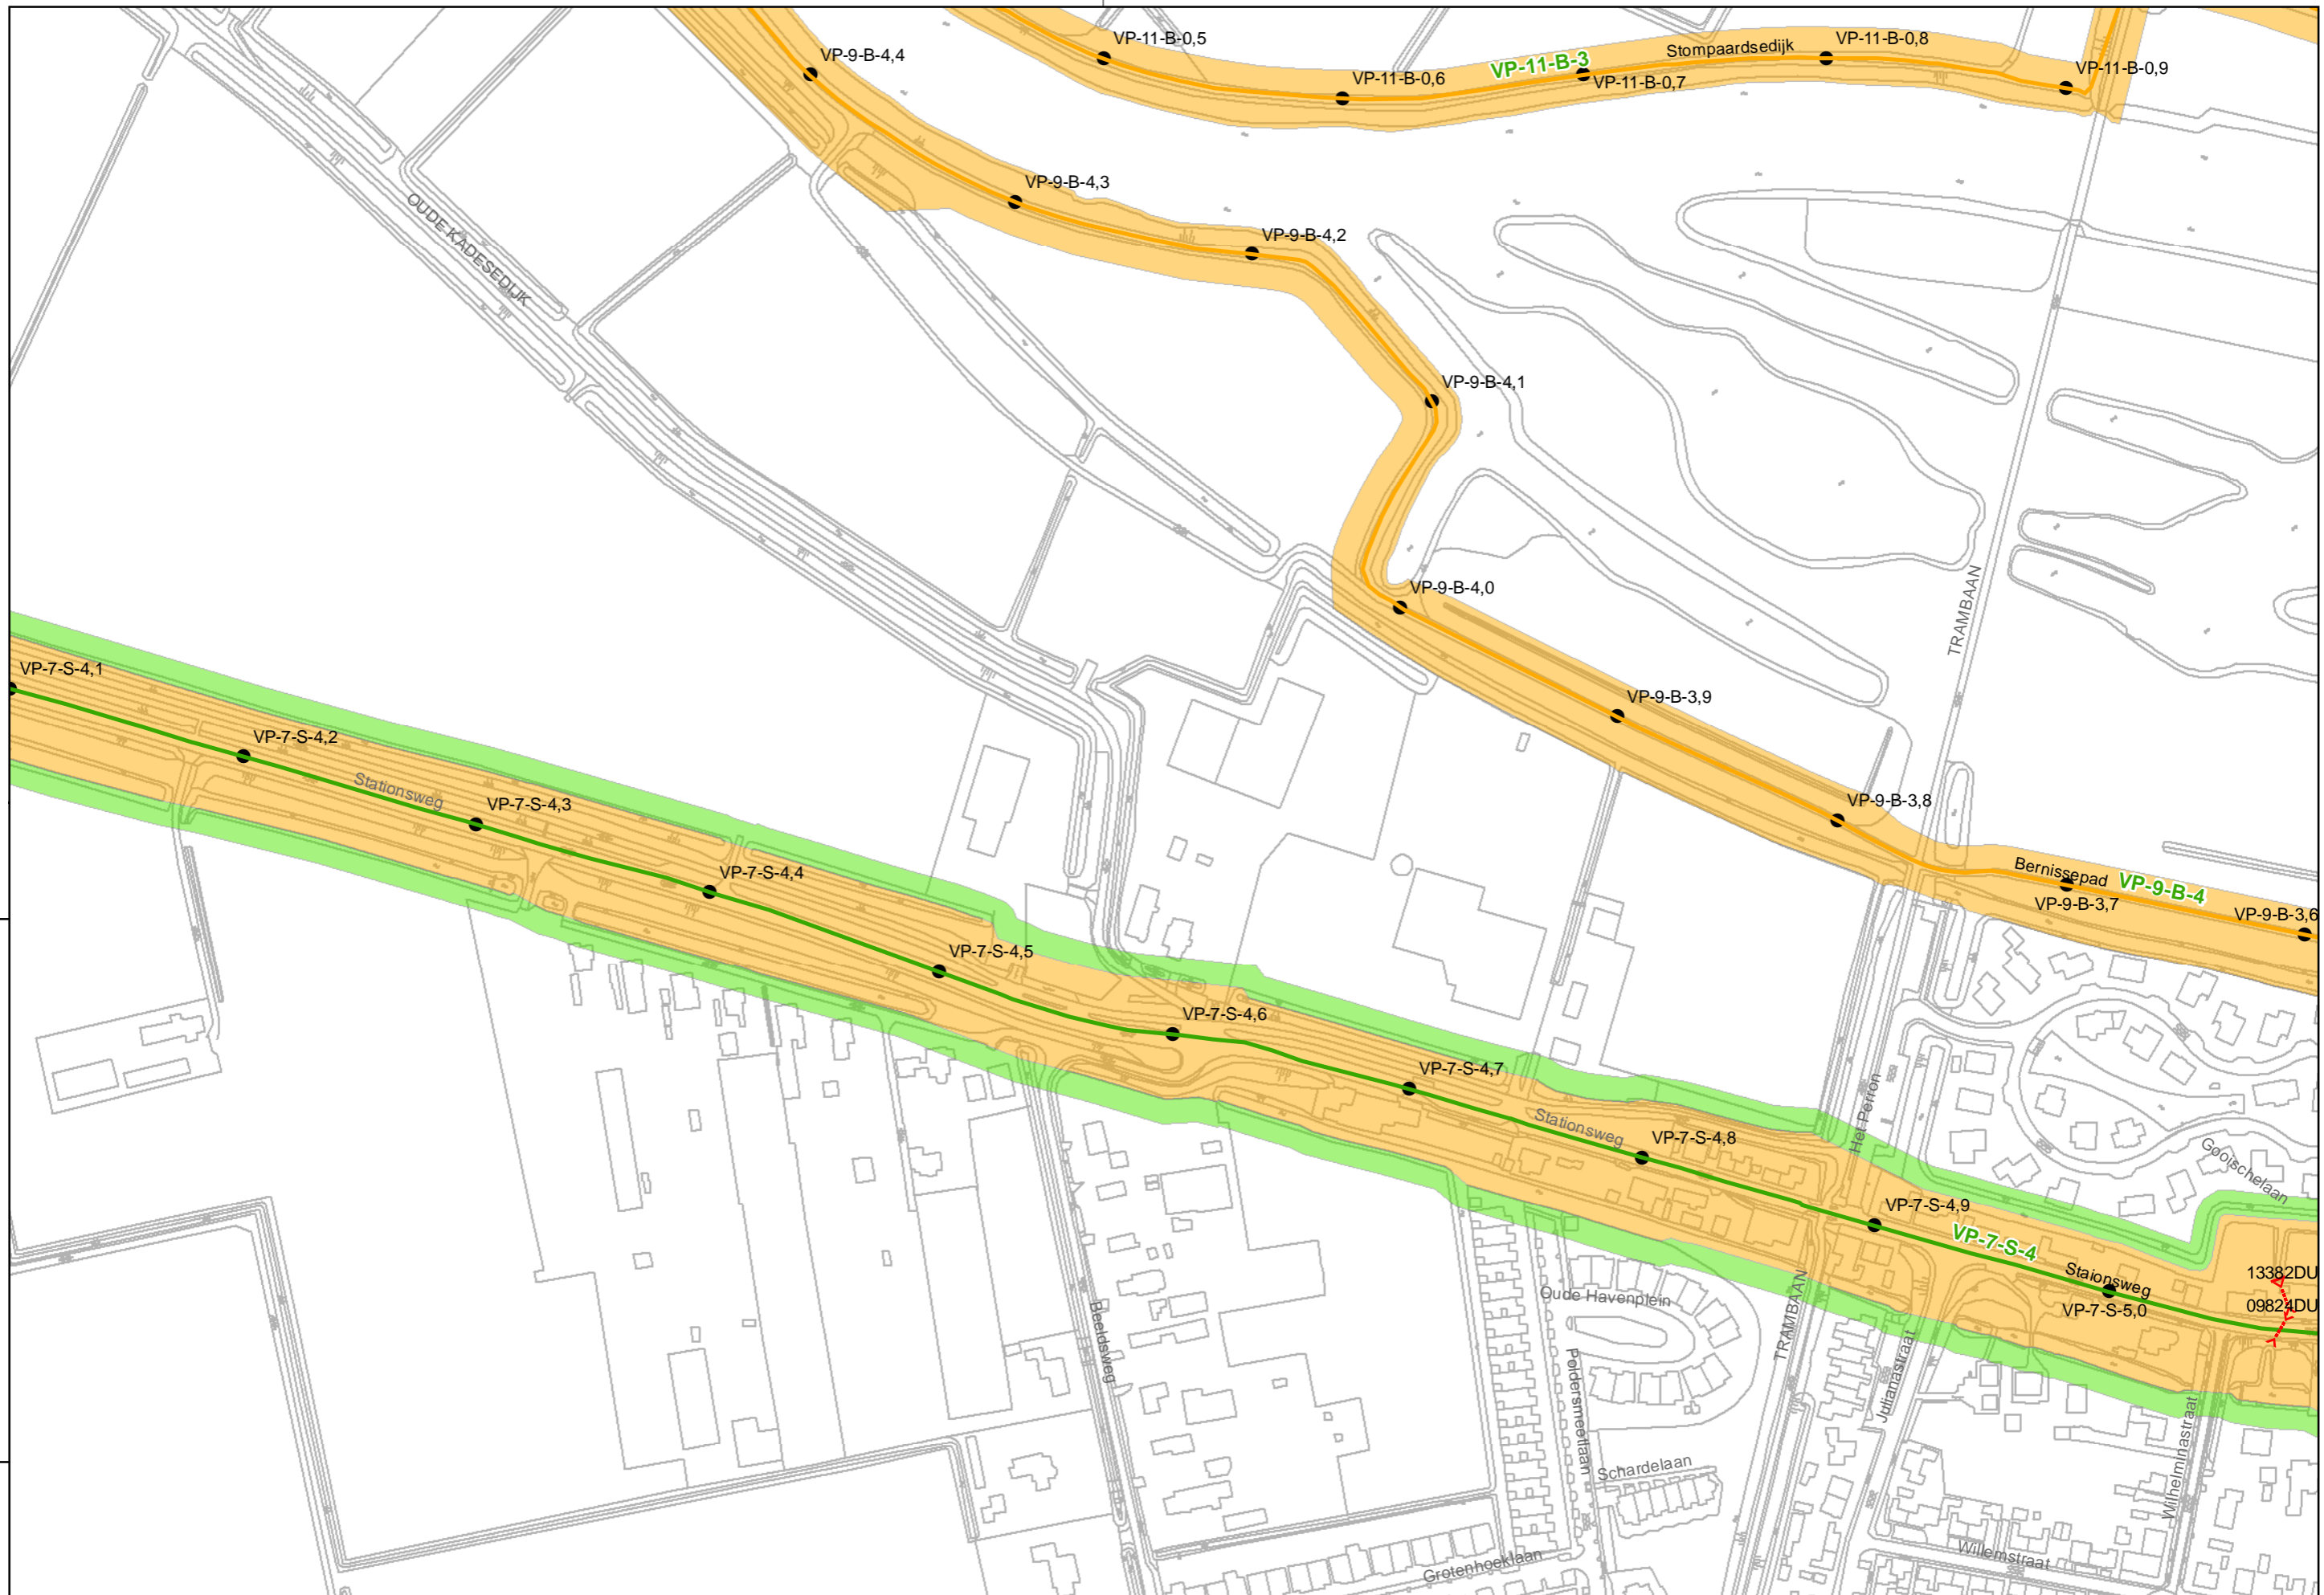 VP-11-B-0,5
VP-11-B-0,8
Stompaardsedijk
VP-9-B-4,4
VP-11-B-3
VP-11-B-0,9
VP-11-B-0,6
VP-11-B-0,7
VP-9-B-4,3
OUDE KADESEDIJK
VP-9-B-4,2
VP-9-B-4,1
VP-9-B-4,0
TRAMBAAN
VP-7-S-4,1
VP-9-B-3,9
VP-7-S-4,2
Stationsweg
VP-7-S-4,3
VP-9-B-3,8
VP-7-S-4,4
Bernissepad
VP-9-B-4
VP-9-B-3,7
VP-9-B-3,6
VP-7-S-4,5
VP-7-S-4,6
VP-7-S-4,7
Stationsweg
VP-7-S-4,8
Het Perron
Gooischelaan
VP-7-S-4,9
VP-7-S-4
Staionsweg
13382DU
VP-7-S-5,0
09824DU
Oude Havenplein
TRAMBAAN
Beeldsweg
Poldersmeetlaan
Julianastraat
Wilhelminastraat
Schardelaan
Grotenhoeklaan
Willemstraat